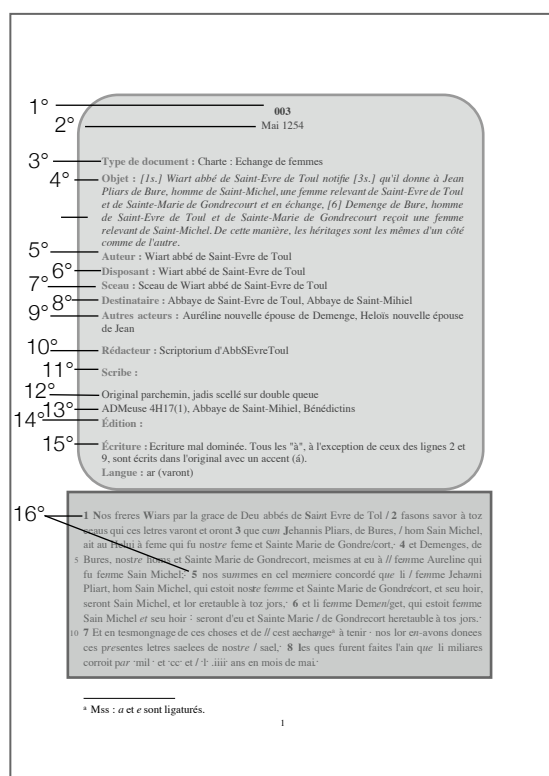 1° 003
2° Mai 1254
3° Type de document : Charte : Echange de femmes
4° Objet : [1s.] Wiart abbé de Saint-Evre de Toul notifie [3s.] qu'il donne à Jean
Pliars de Bure, homme de Saint-Michel, une femme relevant de Saint-Evre de Toul
et de Sainte-Marie de Gondrecourt et en échange, [6] Demenge de Bure, homme
de Saint-Evre de Toul et de Sainte-Marie de Gondrecourt reçoit une femme
relevant de Saint-Michel. De cette manière, les héritages sont les mêmes d'un côté
comme de l'autre.
5° Auteur : Wiart abbé de Saint-Evre de Toul
6° Disposant : Wiart abbé de Saint-Evre de Toul
7° Sceau : Sceau de Wiart abbé de Saint-Evre de Toul
8° Destinataire : Abbaye de Saint-Evre de Toul, Abbaye de Saint-Mihiel
9° Autres acteurs : Auréline nouvelle épouse de Demenge, Heloïs nouvelle épouse
de Jean
10° Rédacteur : Scriptorium d'AbbSEvreToul
11° Scribe :
12° Original parchemin, jadis scellé sur double queue
13° ADMeuse 4H17(1), Abbaye de Saint-Mihiel, Bénédictins
14° Édition :
15° Écriture : Ecriture mal dominée. Tous les "à", à l'exception de ceux des lignes 2 et
9, sont écrits dans l'original avec un accent (á).
Langue : ar (varont)
16° 1 Nos freres Wiars par la grace de Deu abbés de Saint Evre de Tol / 2 fasons savor à toz
ceaus qui ces letres varont et oront 3 que cum Jehannis Pliars, de Bures, / hom Sain Michel,
ait au Heluï à feme qui fu nostre feme et Sainte Marie de Gondre/cort,· 4 et Demenges, de
5 Bures, nostre homs et Sainte Marie de Gondrecort, meismes at eu à // femme Aureline qui
fu femme Sain Michel;· 5 nos summes en cel menniere concordé que li / femme Jehanni
Pliart, hom Sain Michel, qui estoit nostre femme et Sainte Marie de Gondrecort, et seu hoir,
seront Sain Michel, et lor eretauble à toz jors,· 6 et li femme Demen/get, qui estoit femme
Sain Michel et seu hoir · seront d'eu et Sainte Marie / de Gondrecort heretauble à tos jors.·
10 7 Et en tesmongnage de ces choses et de // cest aechangeª à tenir · nos lor en-avons donees
ces presentes letres saelees de nostre / sael,· 8 les ques furent faites l'ain que li miliares
corroit par ·mil · et ·cc· et / ·l· .iiii· ans en mois de mai.·
ª Mss : a et e sont ligaturés.
1